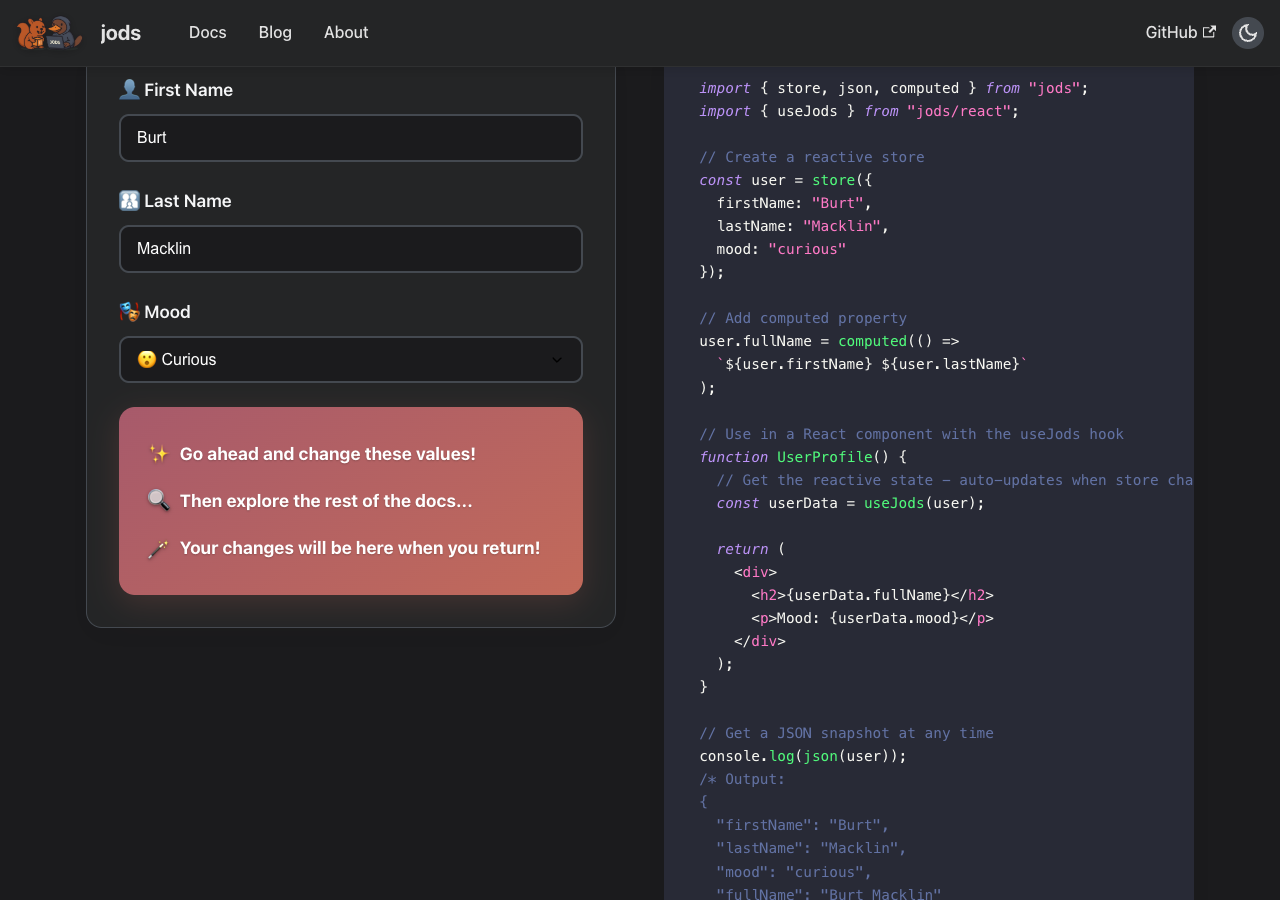 jods
Docs
Blog
About
GitHub
First Name
Burt
Last Name
Macklin
Mood
Curious
Go ahead and change these values!
Then explore the rest of the docs...
Your changes will be here when you return!
import { store, json, computed } from "jods";
import { useJods } from "jods/react";
// Create a reactive store
const user = store({
  firstName: "Burt",
  lastName: "Macklin",
  mood: "curious"
});
// Add computed property
user.fullName = computed(() =>
  `${user.firstName} ${user.lastName}`
);
// Use in a React component with the useJods hook
function UserProfile() {
  // Get the reactive state – auto-updates when store cha
  const userData = useJods(user);
  return (
    <div>
      <h2>{userData.fullName}</h2>
      <p>Mood: {userData.mood}</p>
    </div>
  );
}
// Get a JSON snapshot at any time
console.log(json(user));
/* Output:
{
  "firstName": "Burt",
  "lastName": "Macklin",
  "mood": "curious",
  "fullName": "Burt Macklin"